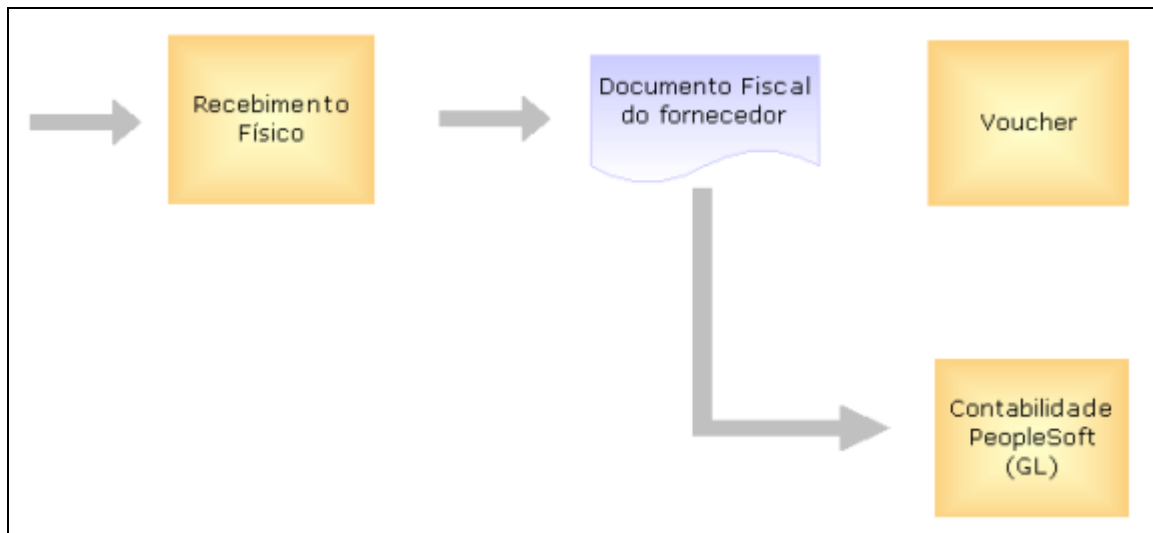 Recebimento
Físico
Documento Fiscal
do fornecedor
Voucher
Contabilidade
PeopleSoft
(GL)